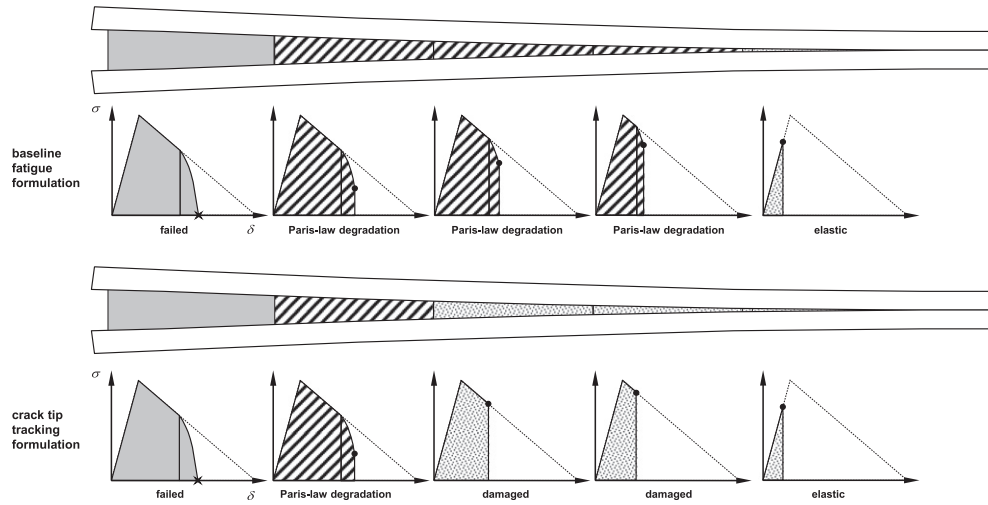 σ
baseline
fatigue
formulation
failed
δ
Paris-law degradation
Paris-law degradation
Paris-law degradation
elastic
σ
crack tip
tracking
formulation
failed
δ
Paris-law degradation
damaged
damaged
elastic